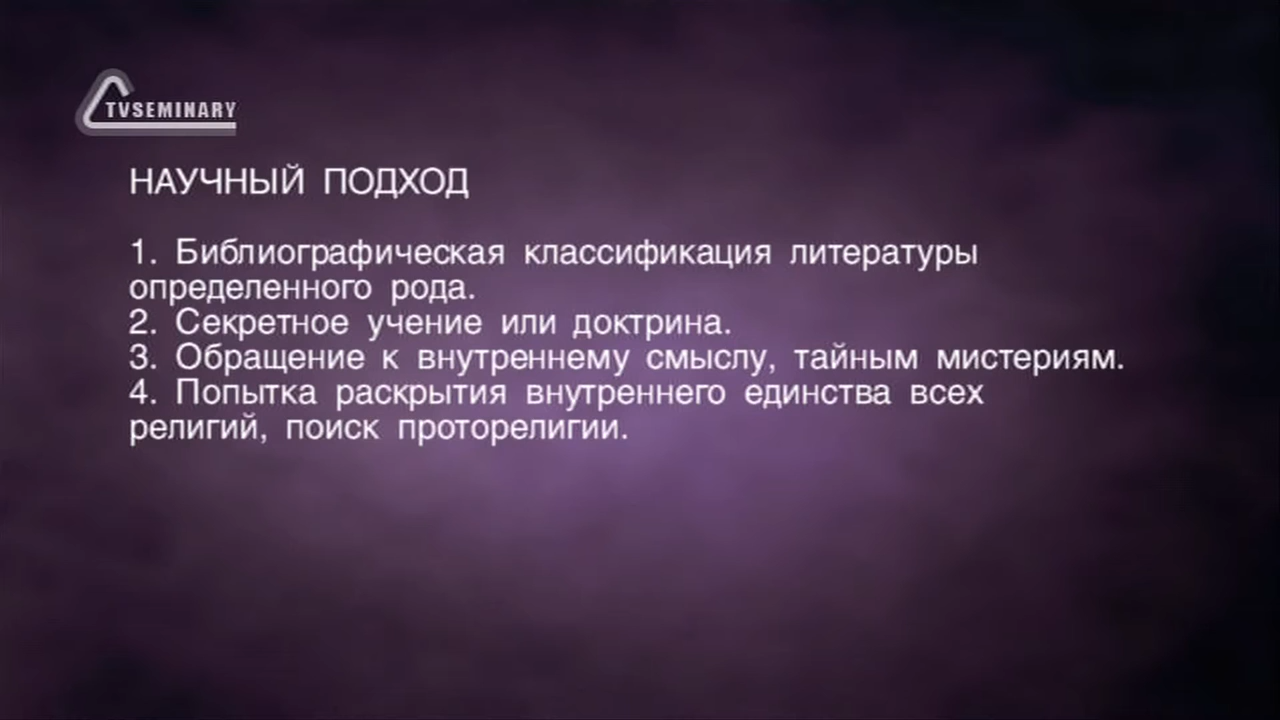 TVSEMINARY
НАУЧНЫЙ ПОДХОД
1. Библиографическая классификация литературы
определенного рода.
2. Секретное учение или доктрина.
3. Обращение к внутреннему смыслу, тайным мистериям.
4. Попытка раскрытия внутреннего единства всех
религий, поиск проторелигии.